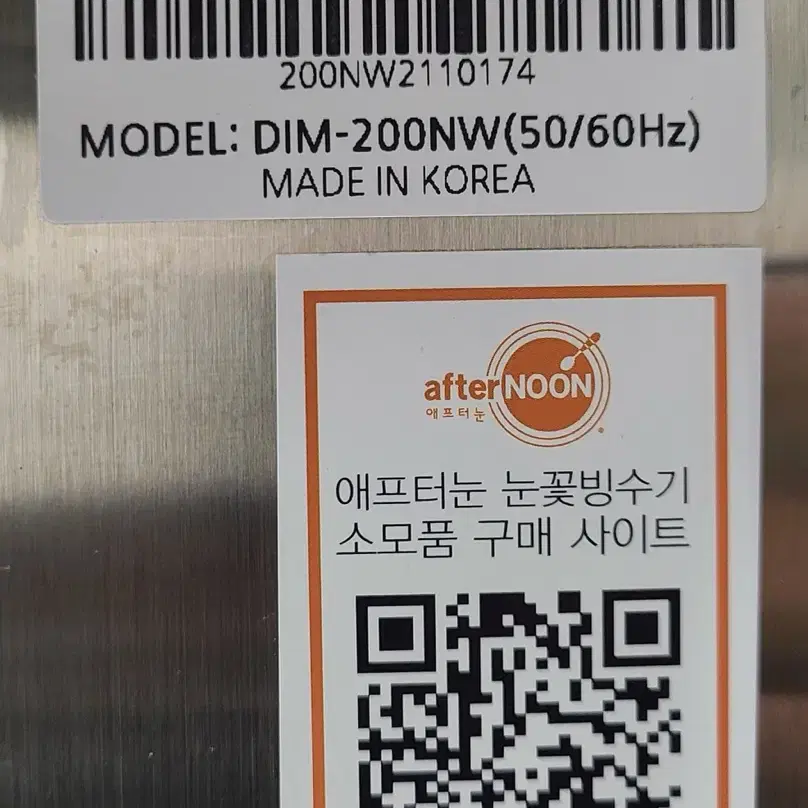 200NW2110174
MODEL: DIM-200NW(50/60Hz)
MADE IN KOREA
afterNOON
애프터눈
애프터눈 눈꽃빙수기
소모품 구매 사이트